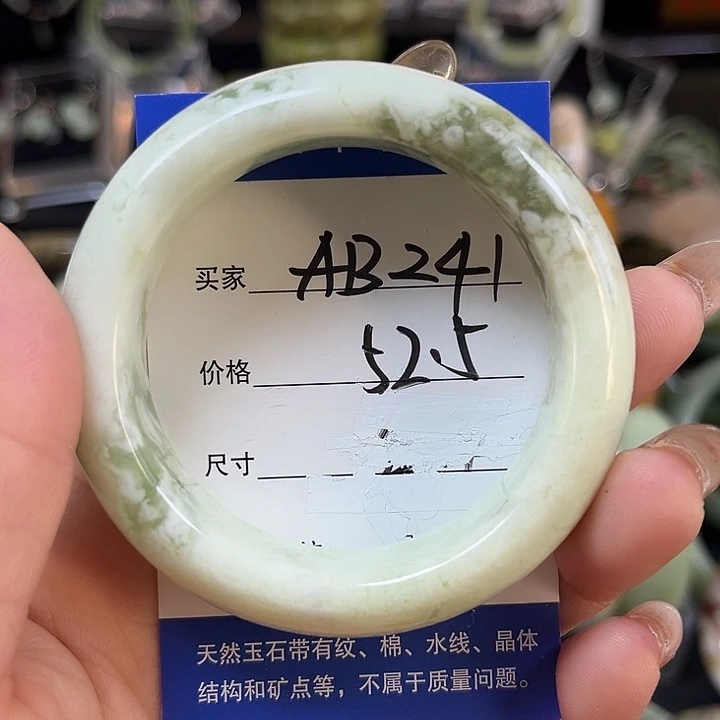 买家 AB241
价格 52.5
尺寸
天然玉石带有纹、棉、水线、晶体
结构和矿点等，不属于质量问题。